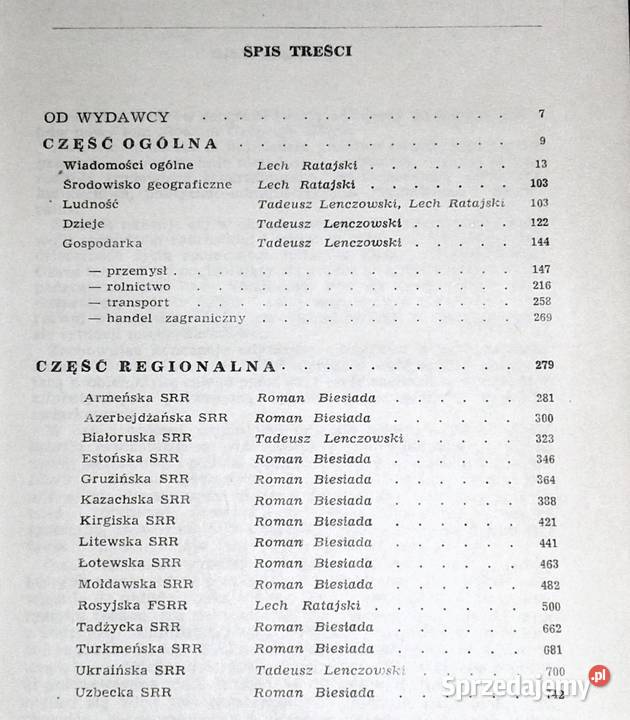 SPIS TREŚCI
OD WYDAWCY . . . . . . . . . . . . . . . 7
CZĘŚĆ OGÓLNA . . . . . . . . . . . . . . 9
Wiadomości ogólne Lech Ratajski . . . . . . . 13
Środowisko geograficzne Lech Ratajski . . . . . . . 103
Ludność Tadeusz Lenczowski, Lech Ratajski 103
Dzieje Tadeusz Lenczowski . . . . . 122
Gospodarka Tadeusz Lenczowski . . . . . 144
— przemysł . . . . . . . . . . . . . . . . 147
— rolnictwo . . . . . . . . . . . . . . . 216
— transport . . . . . . . . . . . . . . . 258
— handel zagraniczny . . . . . . . . . . . . 269
CZĘŚĆ REGIONALNA . . . . . . . . . . . 279
Armeńska SRR Roman Biesiada . . . . . . 281
Azerbejdżańska SRR Roman Biesiada . . . . . . 300
Białoruska SRR Tadeusz Lenczowski . . . . . 323
Estońska SRR Roman Biesiada . . . . . . 346
Gruzińska SRR Roman Biesiada . . . . . . 364
Kazachska SRR Roman Biesiada . . . . . . 388
Kirgiska SRR Roman Biesiada . . . . . . 421
Litewska SRR Roman Biesiada . . . . . . 441
Łotewska SRR Roman Biesiada . . . . . . 463
Mołdawska SRR Roman Biesiada . . . . . . 482
Rosyjska FSRR Lech Ratajski . . . . . . . 500
Tadżycka SRR Roman Biesiada . . . . . . 662
Turkmeńska SRR Roman Biesiada . . . . . . 681
Ukraińska SRR Tadeusz Lenczowski . . . . . 700
Uzbecka SRR Roman Biesiada . . . . . . 742
Sprzedajemy.pl